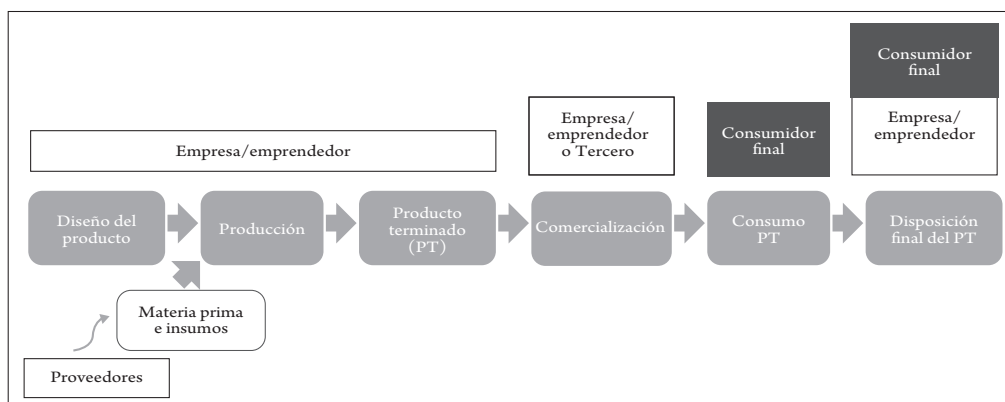 Consumidor
final
Empresa/
emprendedor
o Tercero
Consumidor
final
Empresa/
emprendedor
Empresa/emprendedor
Diseño del
producto
Producción
Producto
terminado
(PT)
Comercialización
Consumo
PT
Disposición
final del PT
Materia prima
e insumos
Proveedores